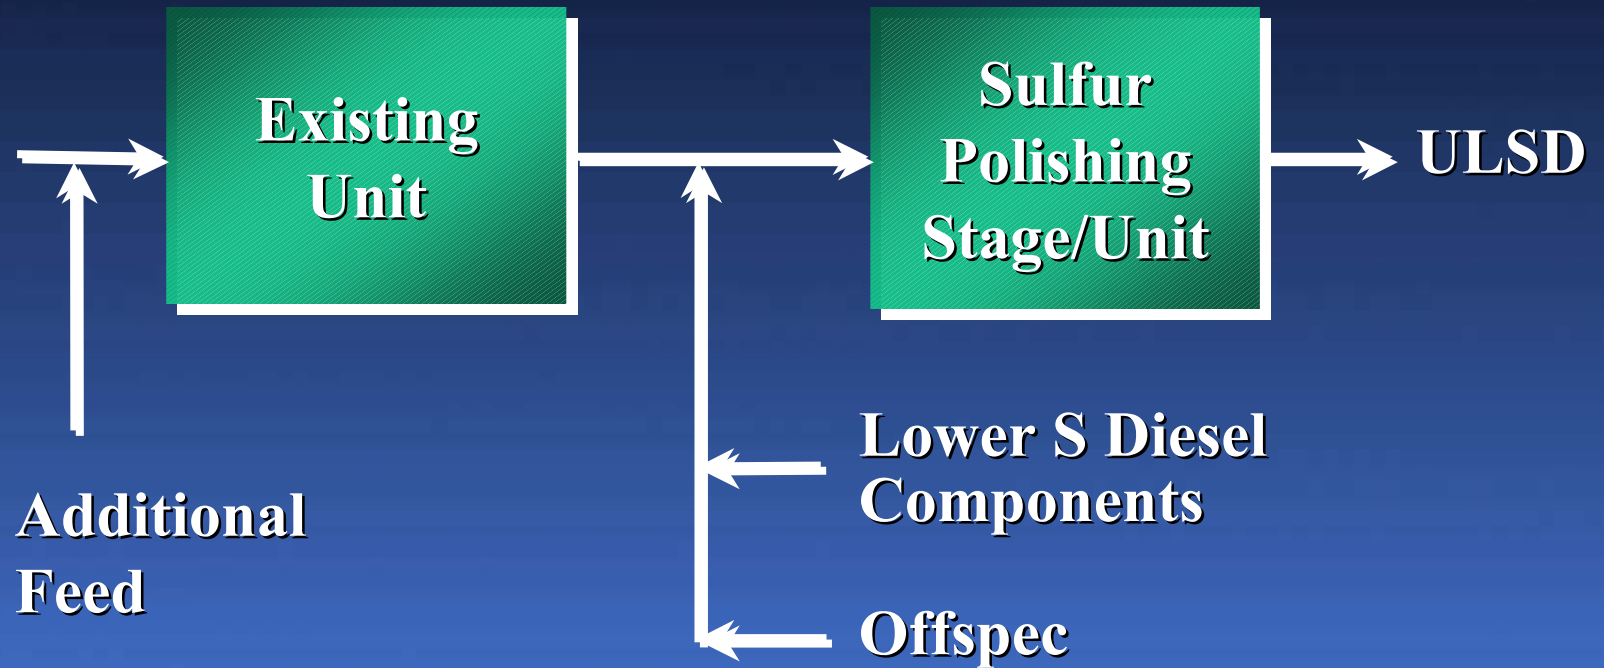 Existing
Unit
Sulfur
Polishing
Stage/Unit
ULSD
Additional
Feed
Lower S Diesel
Components
Offspec